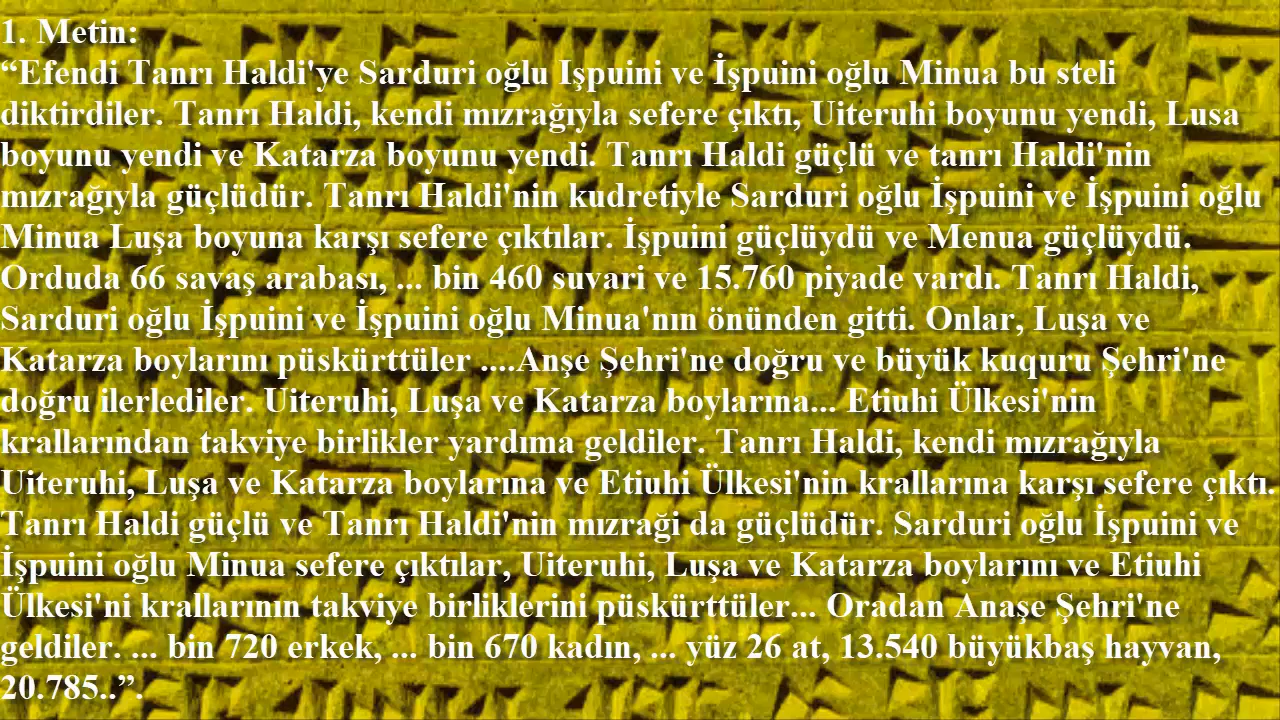 1. Metin:
“Efendi Tanrı Haldi'ye Sarduri oğlu Işpuini ve İşpuini oğlu Minua bu steli
diktirdiler. Tanrı Haldi, kendi mızrağıyla sefere çıktı, Uiteruhi boyunu yendi, Lusa
boyunu yendi ve Katarza boyunu yendi. Tanrı Haldi güçlü ve tanrı Haldi'nin
mızrağıyla güçlüdür. Tanrı Haldi'nin kudretiyle Sarduri oğlu İşpuini ve İşpuini oğlu
Minua Luşa boyuna karşı sefere çıktılar. İşpuini güçlüydü ve Menua güçlüydü.
Orduda 66 savaş arabası, ... bin 460 suvari ve 15.760 piyade vardı. Tanrı Haldi,
Sarduri oğlu İşpuini ve İşpuini oğlu Minua'nın önünden gitti. Onlar, Luşa ve
Katarza boylarını püskürttüler ....Anşe Şehri'ne doğru ve büyük kuquru Şehri'ne
doğru ilerlediler. Uiteruhi, Luşa ve Katarza boylarına... Etiuhi Ülkesi'nin
krallarından takviye birlikler yardıma geldiler. Tanrı Haldi, kendi mızrağıyla
Uiteruhi, Luşa ve Katarza boylarına ve Etiuhi Ülkesi'nin krallarına karşı sefere çıktı.
Tanrı Haldi güçlü ve Tanrı Haldi'nin mızraği da güçlüdür. Sarduri oğlu İşpuini ve
İşpuini oğlu Minua sefere çıktılar, Uiteruhi, Luşa ve Katarza boylarını ve Etiuhi
Ülkesi'ni krallarının takviye birliklerini püskürttüler... Oradan Anaşe Şehri'ne
geldiler. ... bin 720 erkek, ... bin 670 kadın, ... yüz 26 at, 13.540 büyükbaş hayvan,
20.785..”.